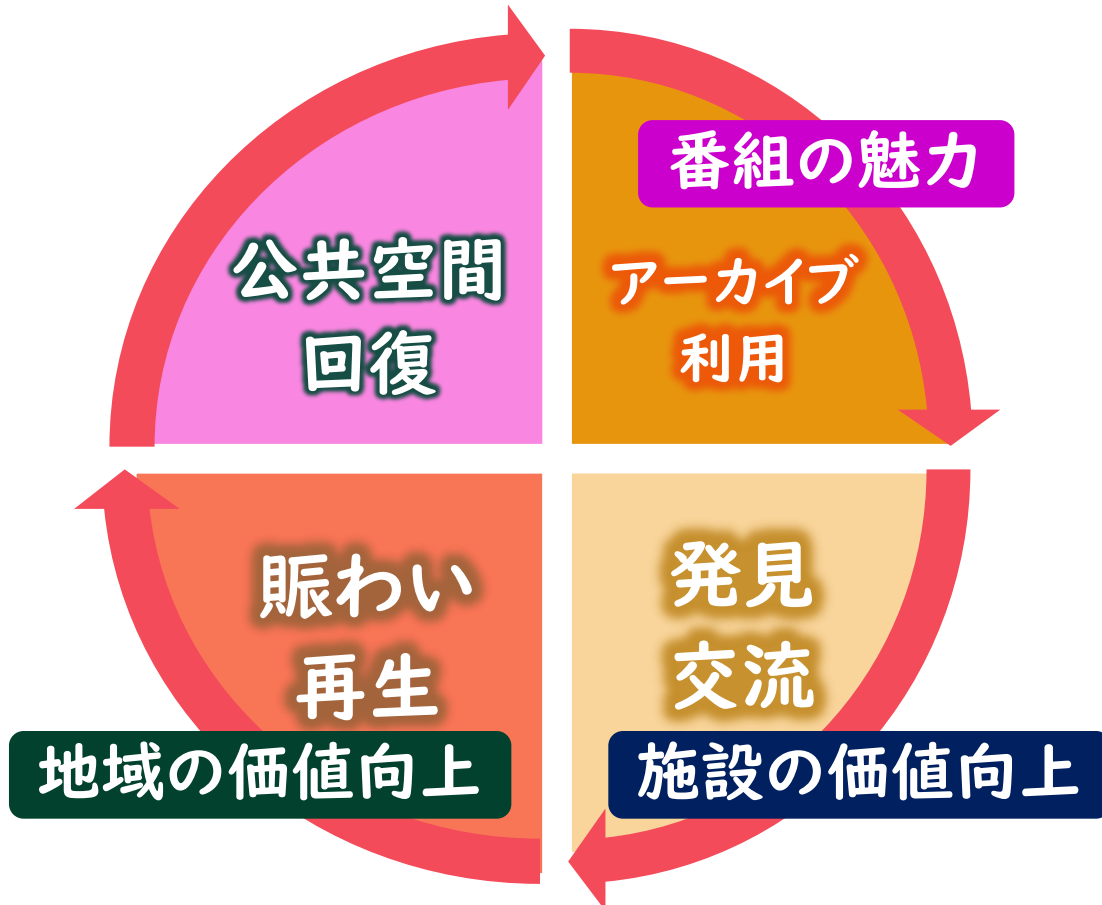 番組の魅力
公共空間
回復
アーカイブ
利用
賑わい
再生
発見
交流
地域の価値向上
施設の価値向上